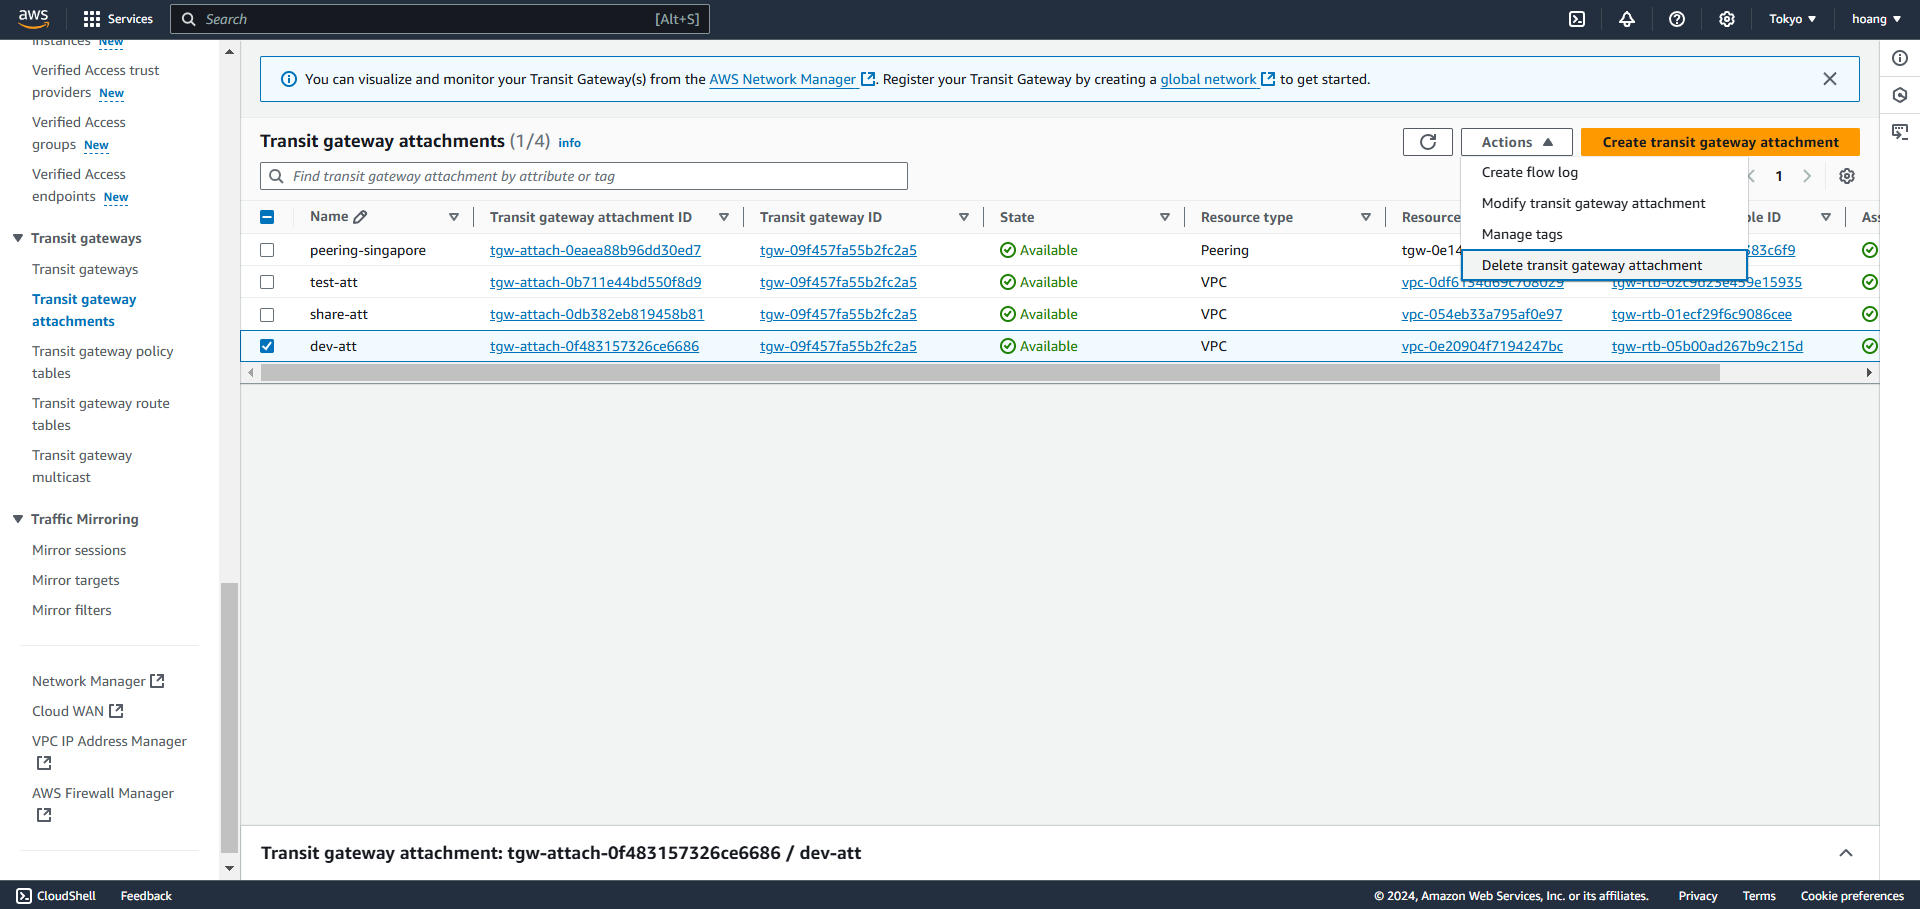 aws Services Search [Alt+S] Tokyo hoang
instances New
Verified Access trust
providers New
Verified Access
groups New
Verified Access
endpoints New
Transit gateways
Transit gateways
Transit gateway
attachments
Transit gateway policy
tables
Transit gateway route
tables
Transit gateway
multicast
Traffic Mirroring
Mirror sessions
Mirror targets
Mirror filters
Network Manager
Cloud WAN
VPC IP Address Manager
AWS Firewall Manager
You can visualize and monitor your Transit Gateway(s) from the AWS Network Manager . Register your Transit Gateway by creating a global network to get started.
Transit gateway attachments (1/4) info
Actions
Create transit gateway attachment
Find transit gateway attachment by attribute or tag
1
Create flow log
Modify transit gateway attachment
Manage tags
Delete transit gateway attachment
Name Transit gateway attachment ID Transit gateway ID State Resource type Resource ble ID Ass
peering-singapore tgw-attach-0eaea88b96dd30ed7 tgw-09f457fa55b2fc2a5 Available Peering tgw-0e14 383c6f9
test-att tgw-attach-0b711e44bd550f8d9 tgw-09f457fa55b2fc2a5 Available VPC
share-att tgw-attach-0db382eb819458b81 tgw-09f457fa55b2fc2a5 Available VPC vpc-054eb33a795af0e97 tgw-rtb-01ecf29f6c9086cee
dev-att tgw-attach-0f483157326ce6686 tgw-09f457fa55b2fc2a5 Available VPC vpc-0e20904f7194247bc tgw-rtb-05b00ad267b9c215d
Transit gateway attachment: tgw-attach-0f483157326ce6686 / dev-att
CloudShell Feedback © 2024, Amazon Web Services, Inc. or its affiliates. Privacy Terms Cookie preferences